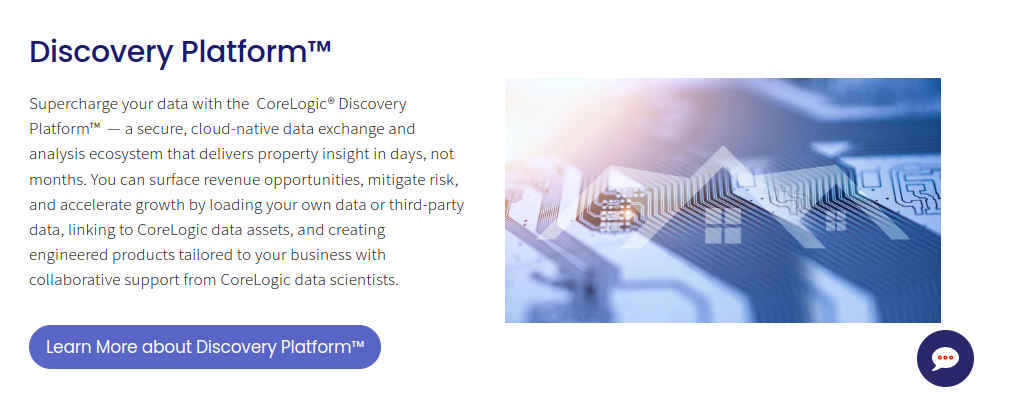 Discovery Platform™
Supercharge your data with the CoreLogic® Discovery
Platform™ — a secure, cloud-native data exchange and
analysis ecosystem that delivers property insight in days, not
months. You can surface revenue opportunities, mitigate risk,
and accelerate growth by loading your own data or third-party
data, linking to CoreLogic data assets, and creating
engineered products tailored to your business with
collaborative support from CoreLogic data scientists.
Learn More about Discovery Platform™